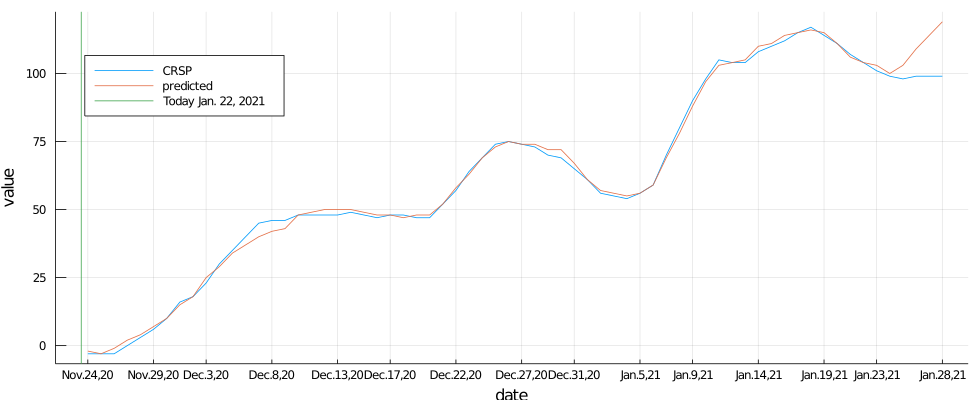 CRSP
predicted
Today Jan. 22, 2021
100
75
50
25
0
value
Nov.24,20 Nov.29,20 Dec.3,20 Dec.8,20 Dec.13,20 Dec.17,20 Dec.22,20 Dec.27,20 Dec.31,20 Jan.5,21 Jan.9,21 Jan.14,21 Jan.19,21 Jan.23,21 Jan.28,21
date